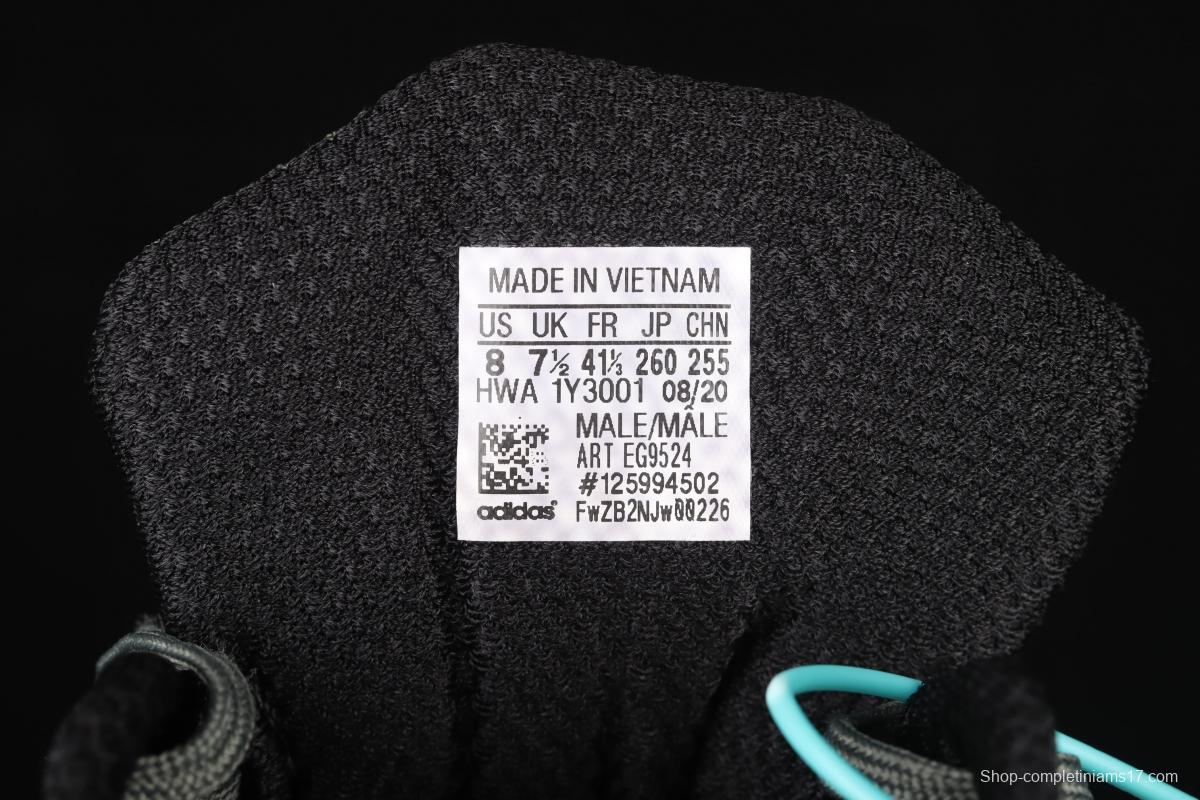 MADE IN VIETNAM
US UK FR JP CHN
8 7½ 41⅓ 260 255
HWA 1Y3001 08/20
MALE/MÂLE
ART EG9524
#125994502
adidas® FwZB2NJw00226
Shop-completiniams17.com